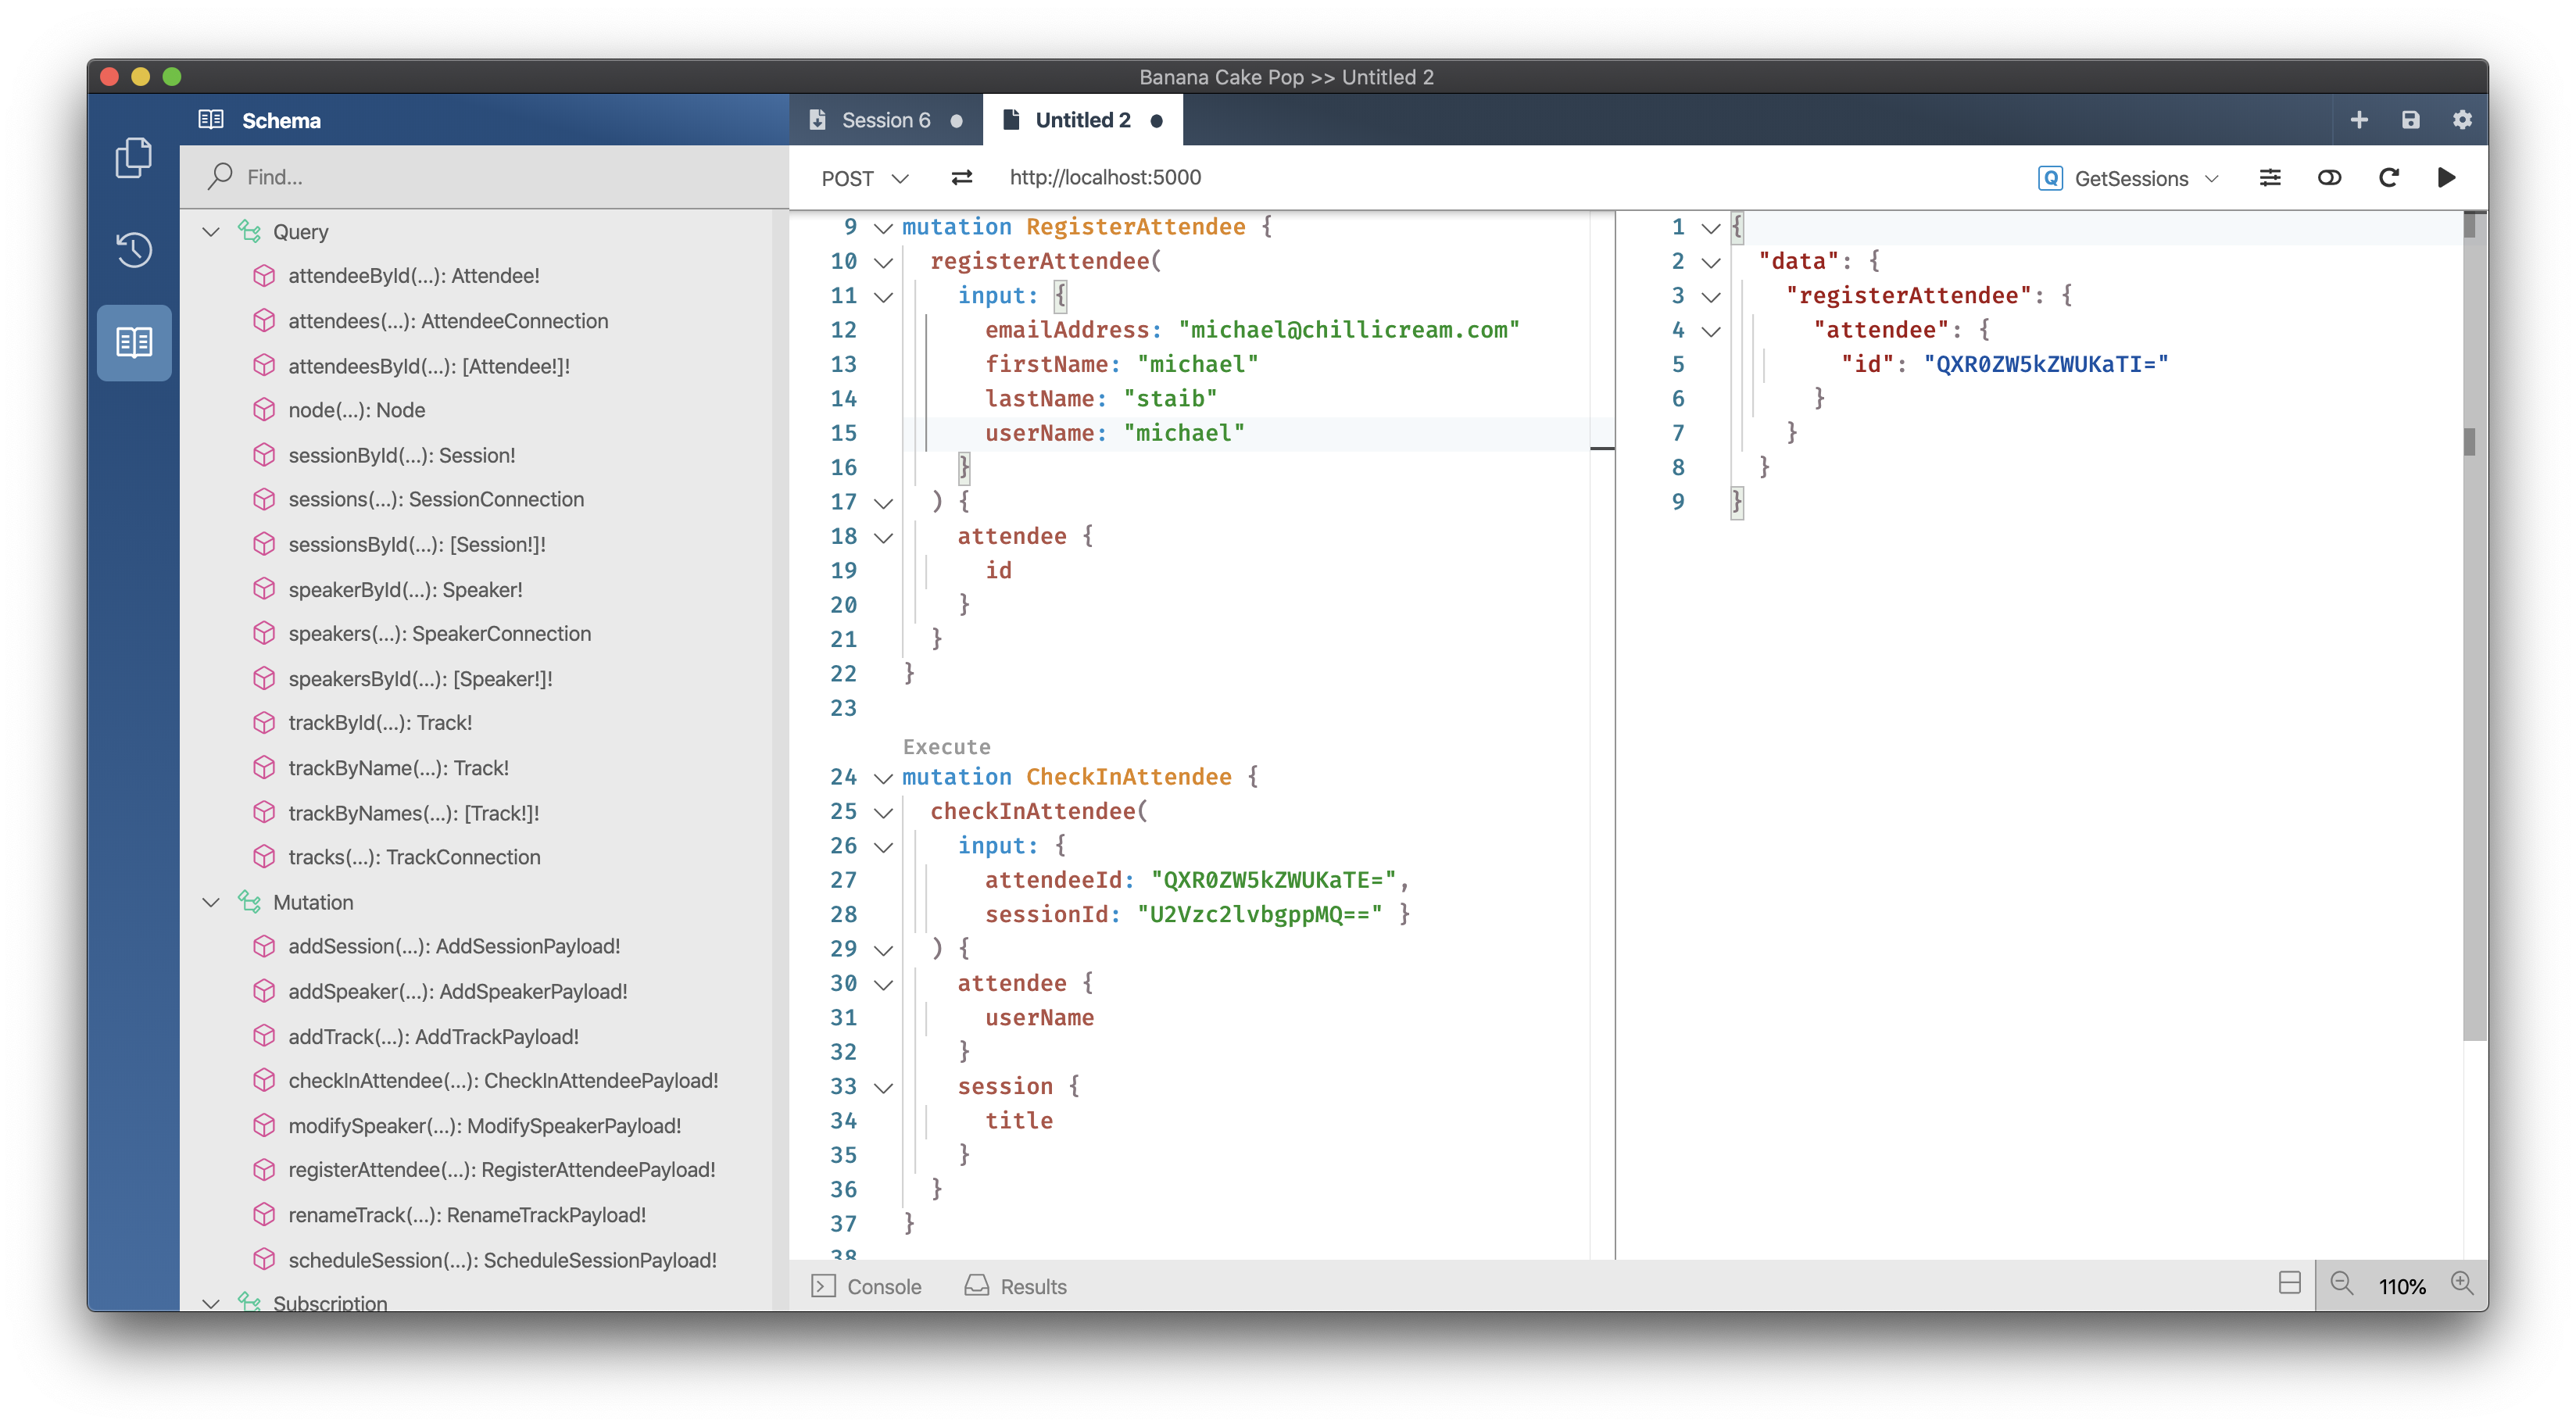 Banana Cake Pop >> Untitled 2
Schema
Session 6
Untitled 2
Find...
POST
http://localhost:5000
Q GetSessions
Query
attendeeById(...): Attendee!
attendees(...): AttendeeConnection
attendeesById(...): [Attendee!]!
node(...): Node
sessionById(...): Session!
sessions(...): SessionConnection
sessionsById(...): [Session!]!
speakerById(...): Speaker!
speakers(...): SpeakerConnection
speakersById(...): [Speaker!]!
trackById(...): Track!
trackByName(...): Track!
trackByNames(...): [Track!]!
tracks(...): TrackConnection
Mutation
addSession(...): AddSessionPayload!
addSpeaker(...): AddSpeakerPayload!
addTrack(...): AddTrackPayload!
checkInAttendee(...): CheckInAttendeePayload!
modifySpeaker(...): ModifySpeakerPayload!
registerAttendee(...): RegisterAttendeePayload!
renameTrack(...): RenameTrackPayload!
scheduleSession(...): ScheduleSessionPayload!
Subscription
9 mutation RegisterAttendee {
10 registerAttendee(
11 input: {
12 emailAddress: "michael@chillicream.com"
13 firstName: "michael"
14 lastName: "staib"
15 userName: "michael"
16 }
17 ) {
18 attendee {
19 id
20 }
21 }
22 }
23
Execute
24 mutation CheckInAttendee {
25 checkInAttendee(
26 input: {
27 attendeeId: "QXR0ZW5kZWUKaTE=",
28 sessionId: "U2Vzc2lvbgppMQ==" }
29 ) {
30 attendee {
31 userName
32 }
33 session {
34 title
35 }
36 }
37 }
38
1 {
2 "data": {
3 "registerAttendee": {
4 "attendee": {
5 "id": "QXR0ZW5kZWUKaTI="
6 }
7 }
8 }
9 }
Console
Results
110%